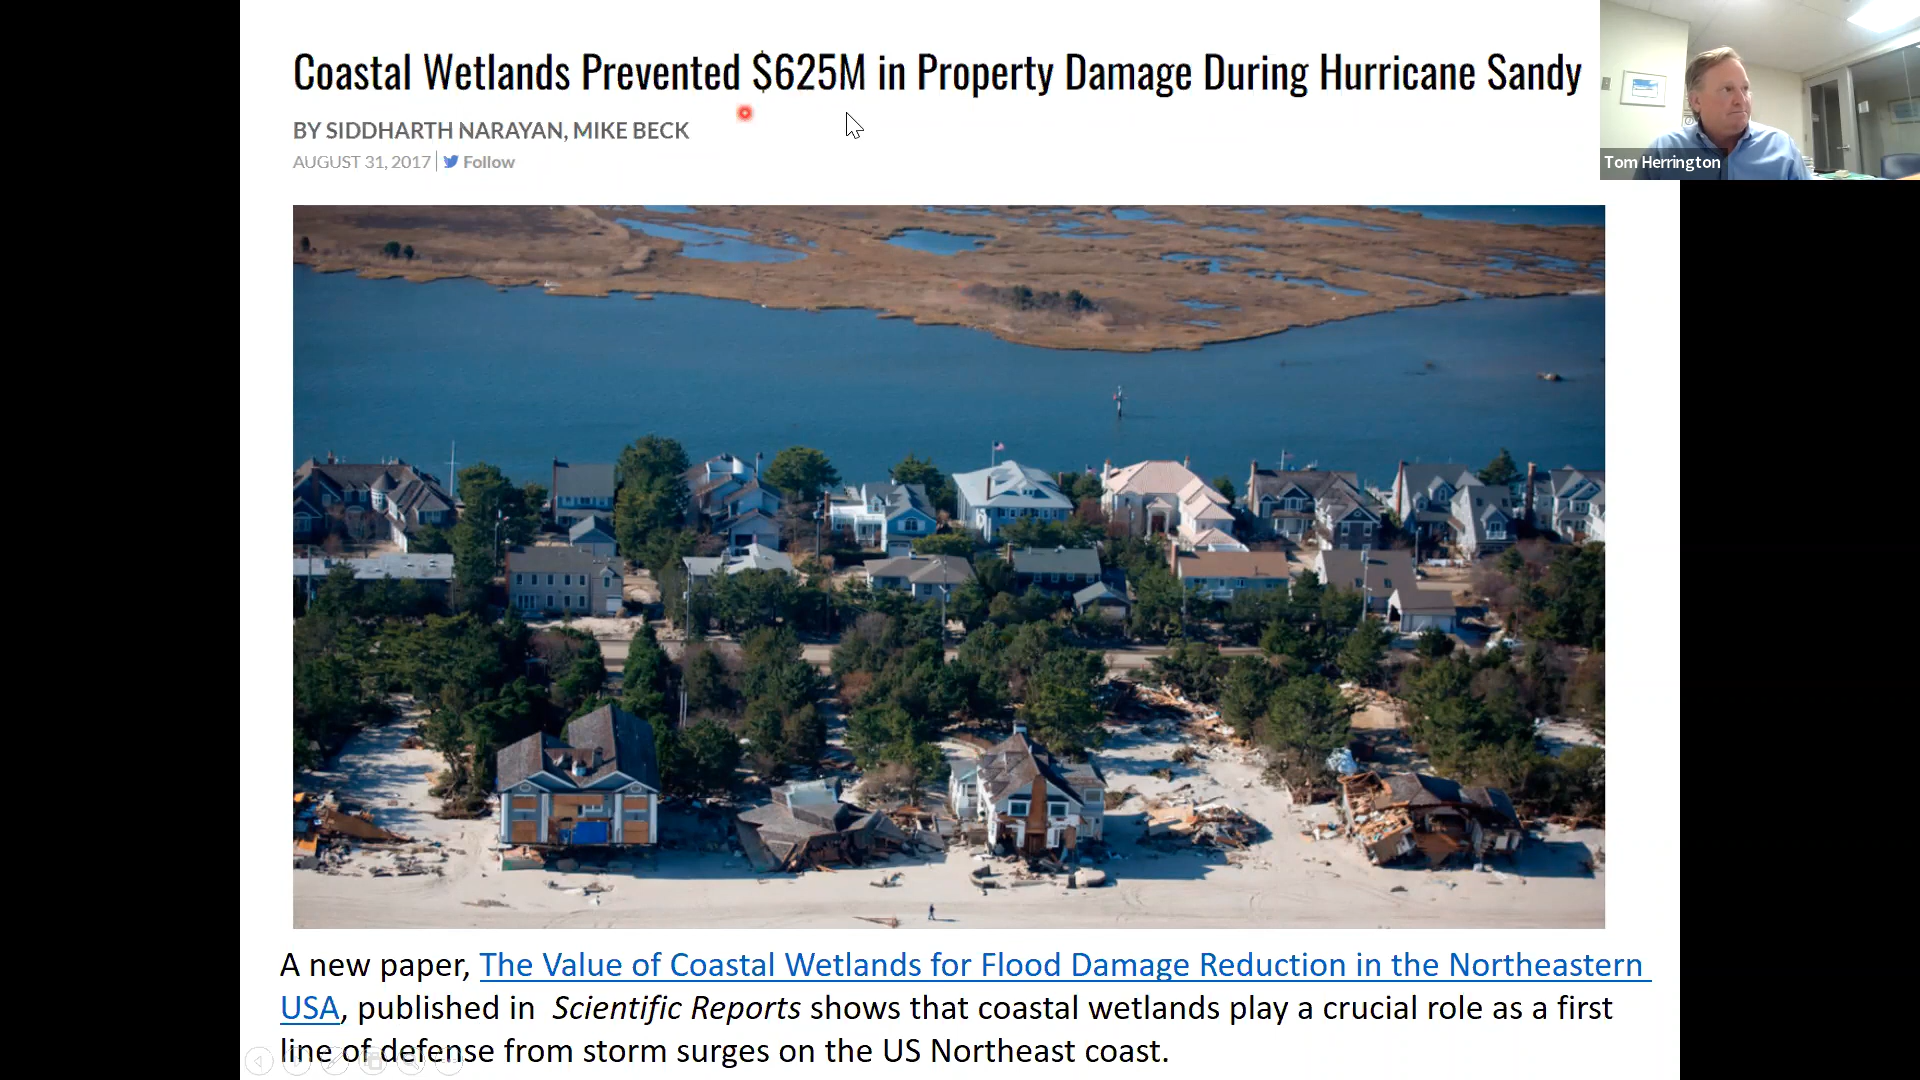 Coastal Wetlands Prevented $625M in Property Damage During Hurricane Sandy
BY SIDDHARTH NARAYAN, MIKE BECK
AUGUST 31, 2017 Follow
Tom Herrington
A new paper, The Value of Coastal Wetlands for Flood Damage Reduction in the Northeastern
USA, published in Scientific Reports shows that coastal wetlands play a crucial role as a first
line of defense from storm surges on the US Northeast coast.